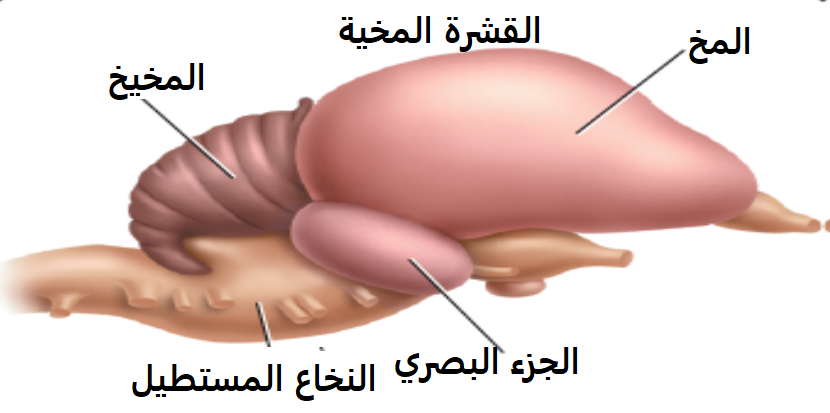 القشرة المخية
المخ
المخيخ
الجزء البصري
النخاع المستطيل